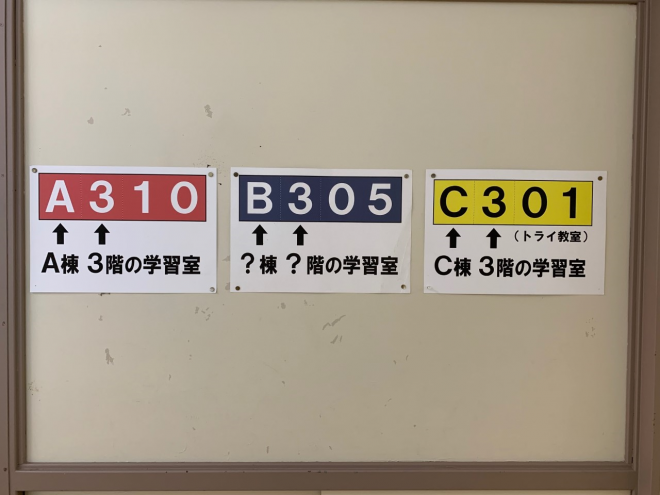 A310
A棟 3階の学習室
B305
?棟 ?階の学習室
C301
(トライ教室)
C棟 3階の学習室